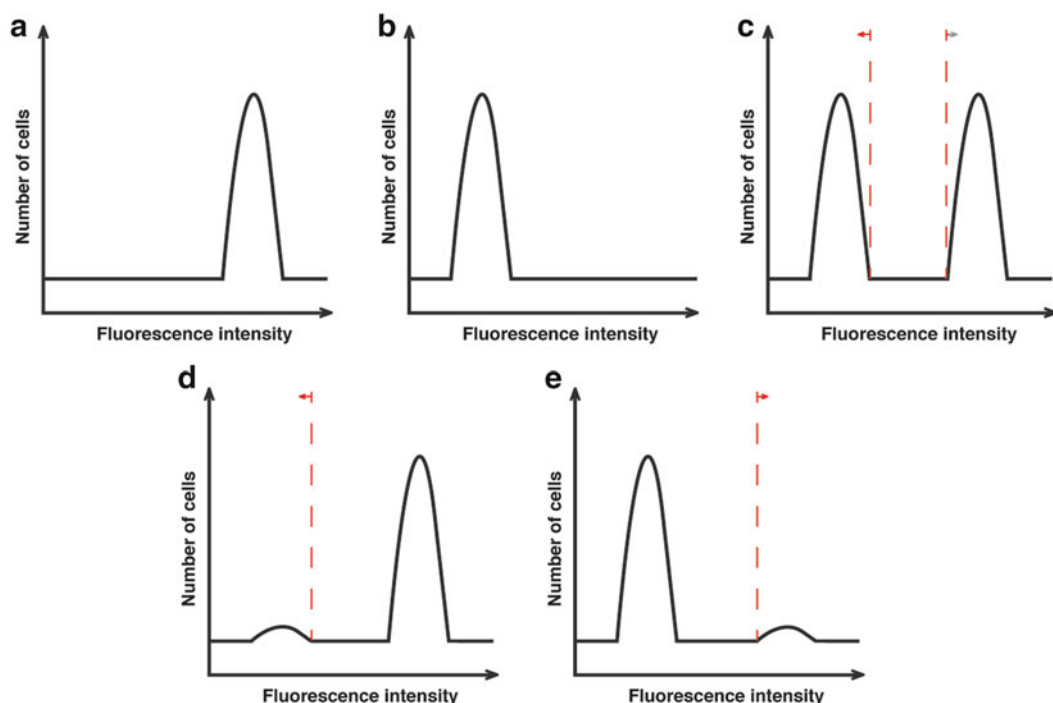 a
Number of cells
Fluorescence intensity
b
Number of cells
Fluorescence intensity
c
Number of cells
Fluorescence intensity
d
Number of cells
Fluorescence intensity
e
Number of cells
Fluorescence intensity